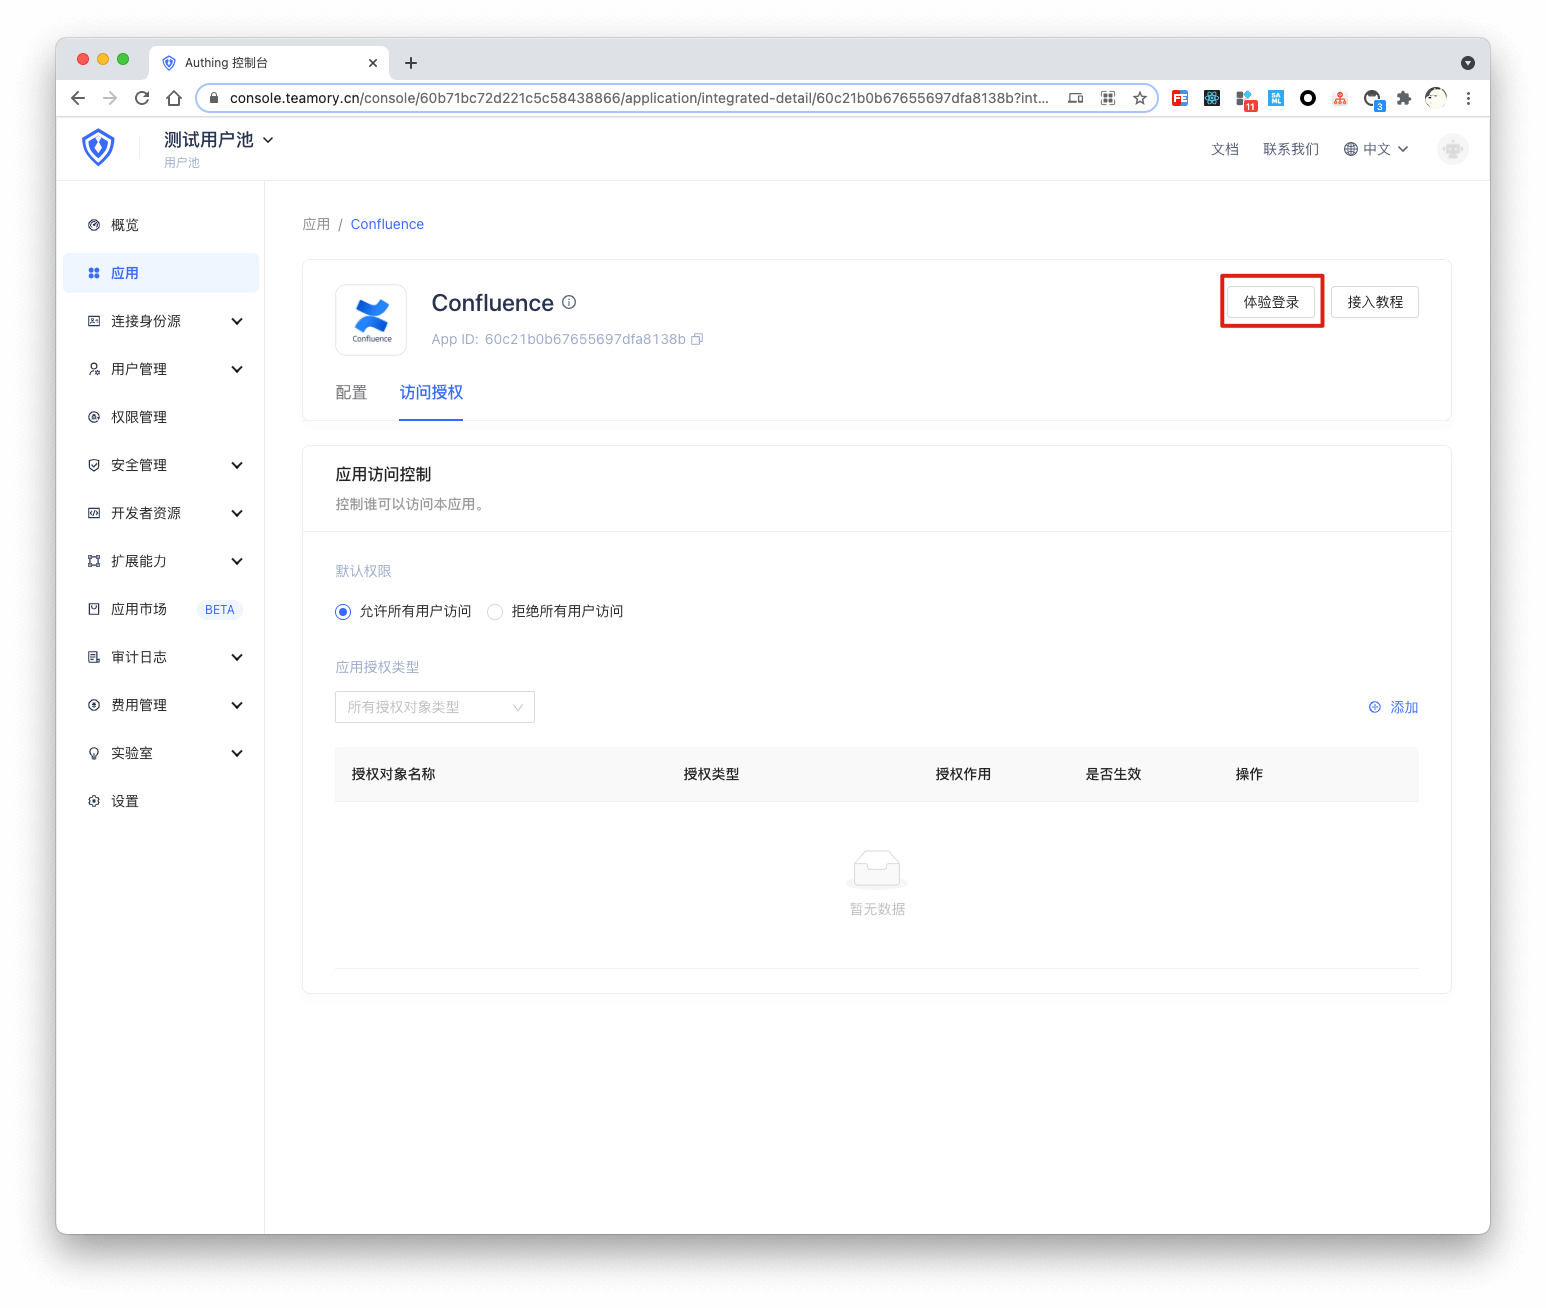 Authing 控制台
console.teamory.cn/console/60b71bc72d221c5c58438866/application/integrated-detail/60c21b0b67655697dfa8138b?int...
FE
11
SA
ML
3
测试用户池
用户池
文档
联系我们
中文
概览
应用
连接身份源
用户管理
权限管理
安全管理
开发者资源
扩展能力
应用市场 BETA
审计日志
费用管理
实验室
设置
应用 / Confluence
Confluence
Confluence
App ID: 60c21b0b67655697dfa8138b
体验登录
接入教程
配置
访问授权
应用访问控制
控制谁可以访问本应用。
默认权限
允许所有用户访问
拒绝所有用户访问
应用授权类型
所有授权对象类型
添加
授权对象名称 授权类型 授权作用 是否生效 操作
暂无数据